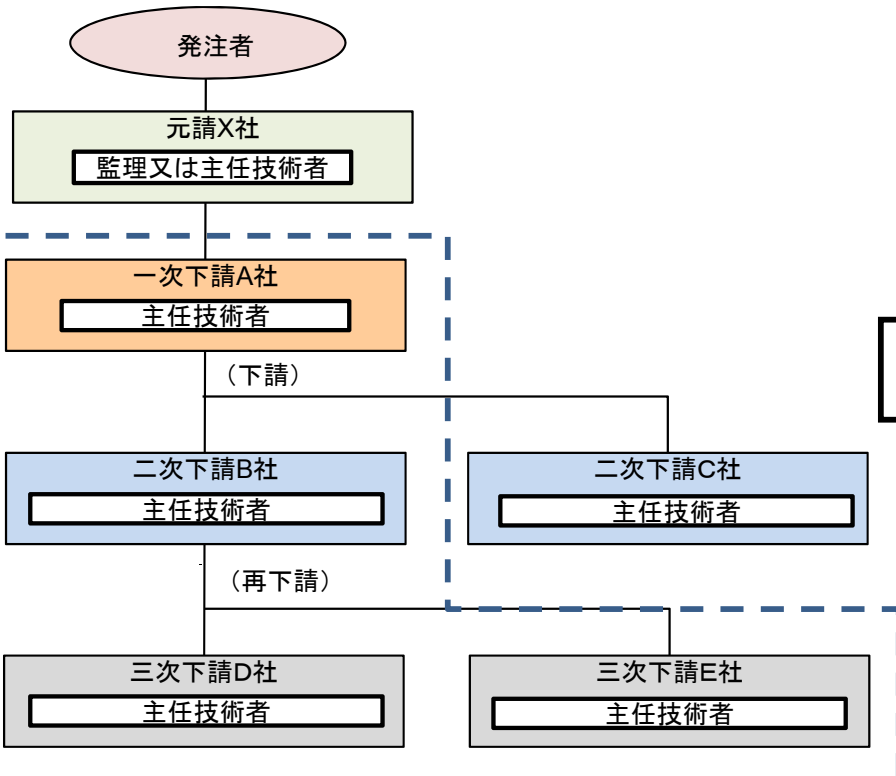 発注者
元請X社
監理又は主任技術者
一次下請A社
主任技術者
（下請）
二次下請B社
主任技術者
二次下請C社
主任技術者
（再下請）
三次下請D社
主任技術者
三次下請E社
主任技術者